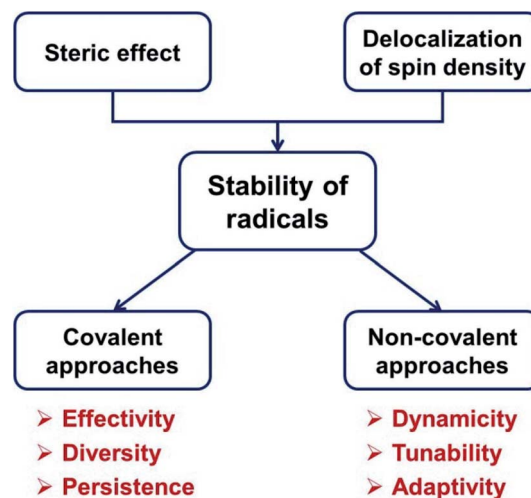 Steric effect
Delocalization
of spin density
Stability of
radicals
Covalent
approaches
Non-covalent
approaches
➢ Effectivity
➢ Diversity
➢ Persistence
➢ Dynamicity
➢ Tunability
➢ Adaptivity